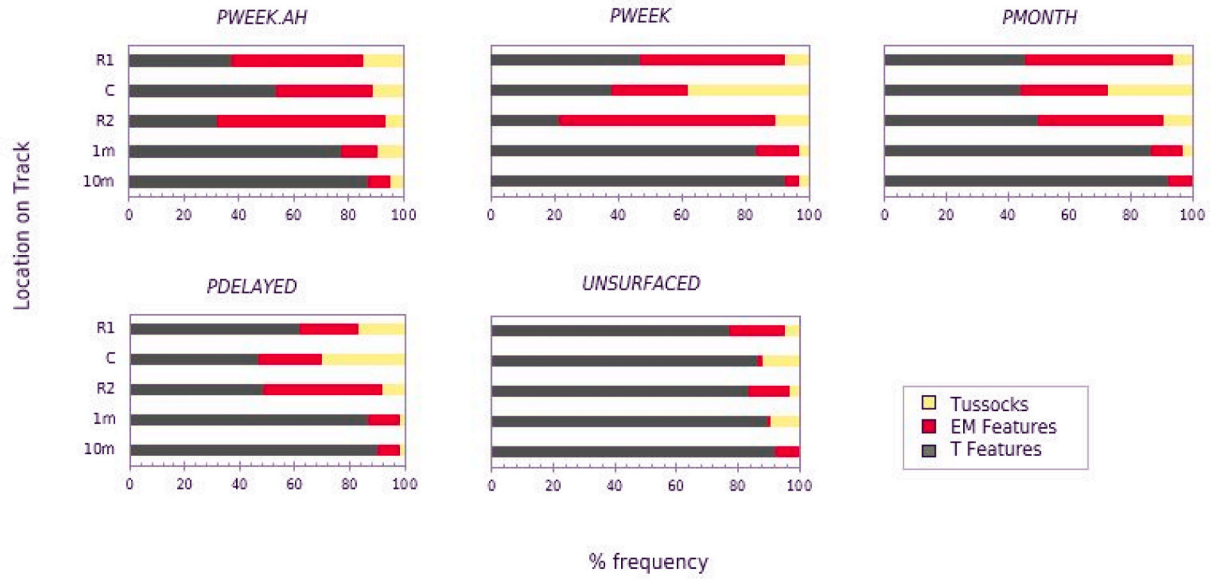 PWEEK.AH
PWEEK
PMONTH
Location on Track
R1
C
R2
1m
10m
0 20 40 60 80 100
0 20 40 60 80 100
0 20 40 60 80 100
PDELAYED
UNSURFACED
R1
C
R2
1m
10m
0 20 40 60 80 100
0 20 40 60 80 100
Tussocks
EM Features
T Features
% frequency